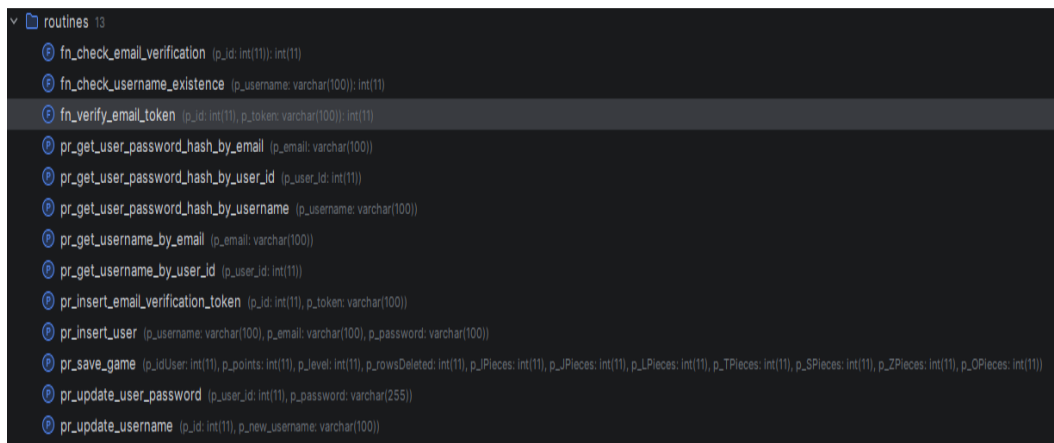 routines 13
F fn_check_email_verification (p_id: int(11)): int(11)
F fn_check_username_existence (p_username: varchar(100)): int(11)
F fn_verify_email_token (p_id: int(11), p_token: varchar(100)): int(11)
P pr_get_user_password_hash_by_email (p_email: varchar(100))
P pr_get_user_password_hash_by_user_id (p_user_id: int(11))
P pr_get_user_password_hash_by_username (p_username: varchar(100))
P pr_get_username_by_email (p_email: varchar(100))
P pr_get_username_by_user_id (p_user_id: int(11))
P pr_insert_email_verification_token (p_id: int(11), p_token: varchar(100))
P pr_insert_user (p_username: varchar(100), p_email: varchar(100), p_password: varchar(100))
P pr_save_game (p_idUser: int(11), p_points: int(11), p_level: int(11), p_rowsDeleted: int(11), p_IPieces: int(11), p_JPieces: int(11), p_LPieces: int(11), p_TPieces: int(11), p_SPieces: int(11), p_ZPieces: int(11), p_OPieces: int(11))
P pr_update_user_password (p_user_id: int(11), p_password: varchar(255))
P pr_update_username (p_id: int(11), p_new_username: varchar(100))